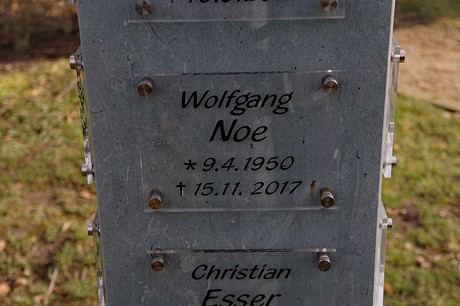 Wolfgang
Noe
* 9.4.1950
† 15.11.2017
Christian
Esser